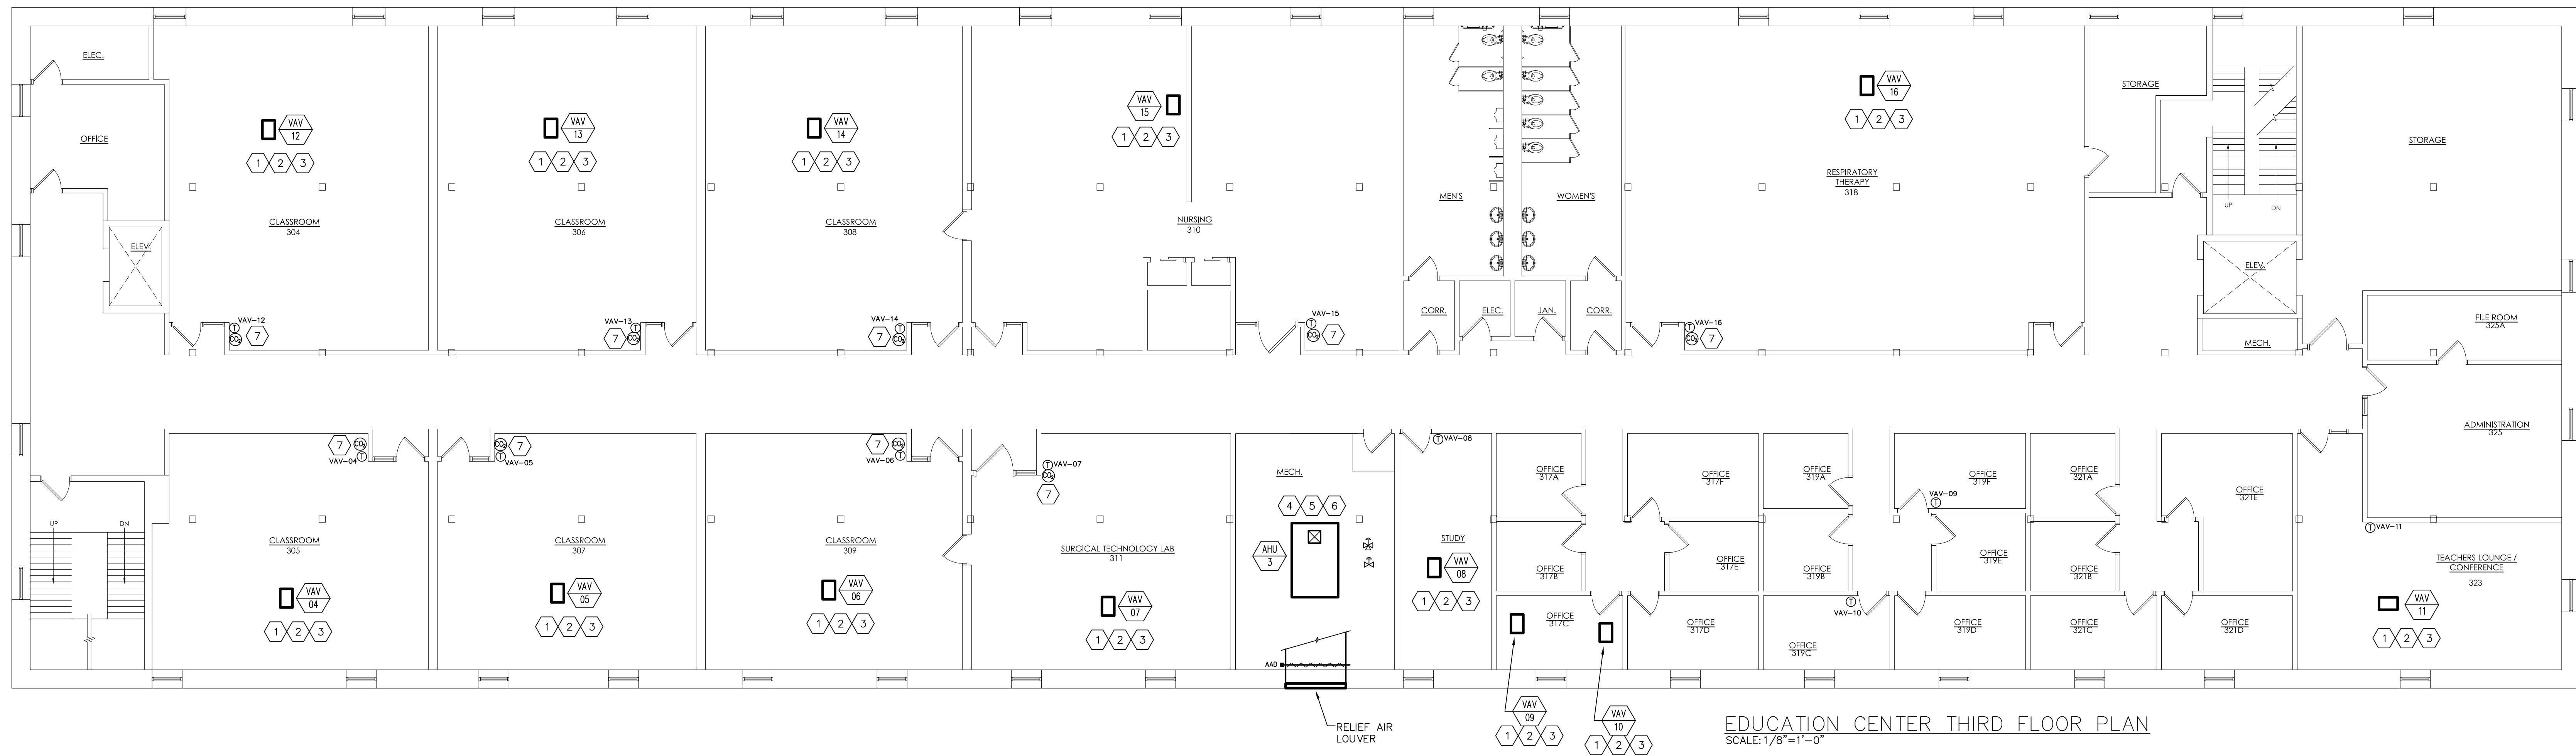 ELEC.
OFFICE
ELEV.
VAV
12
1 2 3
CLASSROOM
304
VAV-12
T
CO2
7
VAV
13
1 2 3
CLASSROOM
306
VAV-13
T
CO2
7
VAV
14
1 2 3
CLASSROOM
308
VAV-14
T
CO2
7
VAV
15
1 2 3
NURSING
310
VAV-15
T
CO2
7
MEN'S
WOMEN'S
CORR.
ELEC.
JAN.
CORR.
VAV
16
1 2 3
RESPIRATORY
THERAPY
318
VAV-16
T
CO2
7
STORAGE
UP
DN
ELEV.
MECH.
STORAGE
FILE ROOM
325A
ADMINISTRATION
325
UP
DN
7
CO2
T
VAV-04
CLASSROOM
305
VAV
04
1 2 3
CO2
7
T
VAV-05
CLASSROOM
307
VAV
05
1 2 3
7
CO2
T
VAV-06
CLASSROOM
309
VAV
06
1 2 3
T
VAV-07
CO2
7
SURGICAL TECHNOLOGY LAB
311
VAV
07
1 2 3
MECH.
4 5 6
AHU
3
AAD
RELIEF AIR
LOUVER
T
VAV-08
STUDY
VAV
08
1 2 3
OFFICE
317A
OFFICE
317B
OFFICE
317C
VAV
09
1 2 3
VAV
10
1 2 3
OFFICE
317F
OFFICE
317E
OFFICE
317D
OFFICE
319A
OFFICE
319B
T
VAV-10
OFFICE
319C
OFFICE
319F
VAV-09
T
OFFICE
319E
OFFICE
319D
OFFICE
321A
OFFICE
321B
OFFICE
321C
OFFICE
321E
OFFICE
321D
T
VAV-11
TEACHERS LOUNGE /
CONFERENCE
323
VAV
11
1 2 3
EDUCATION CENTER THIRD FLOOR PLAN
SCALE: 1/8"=1'-0"